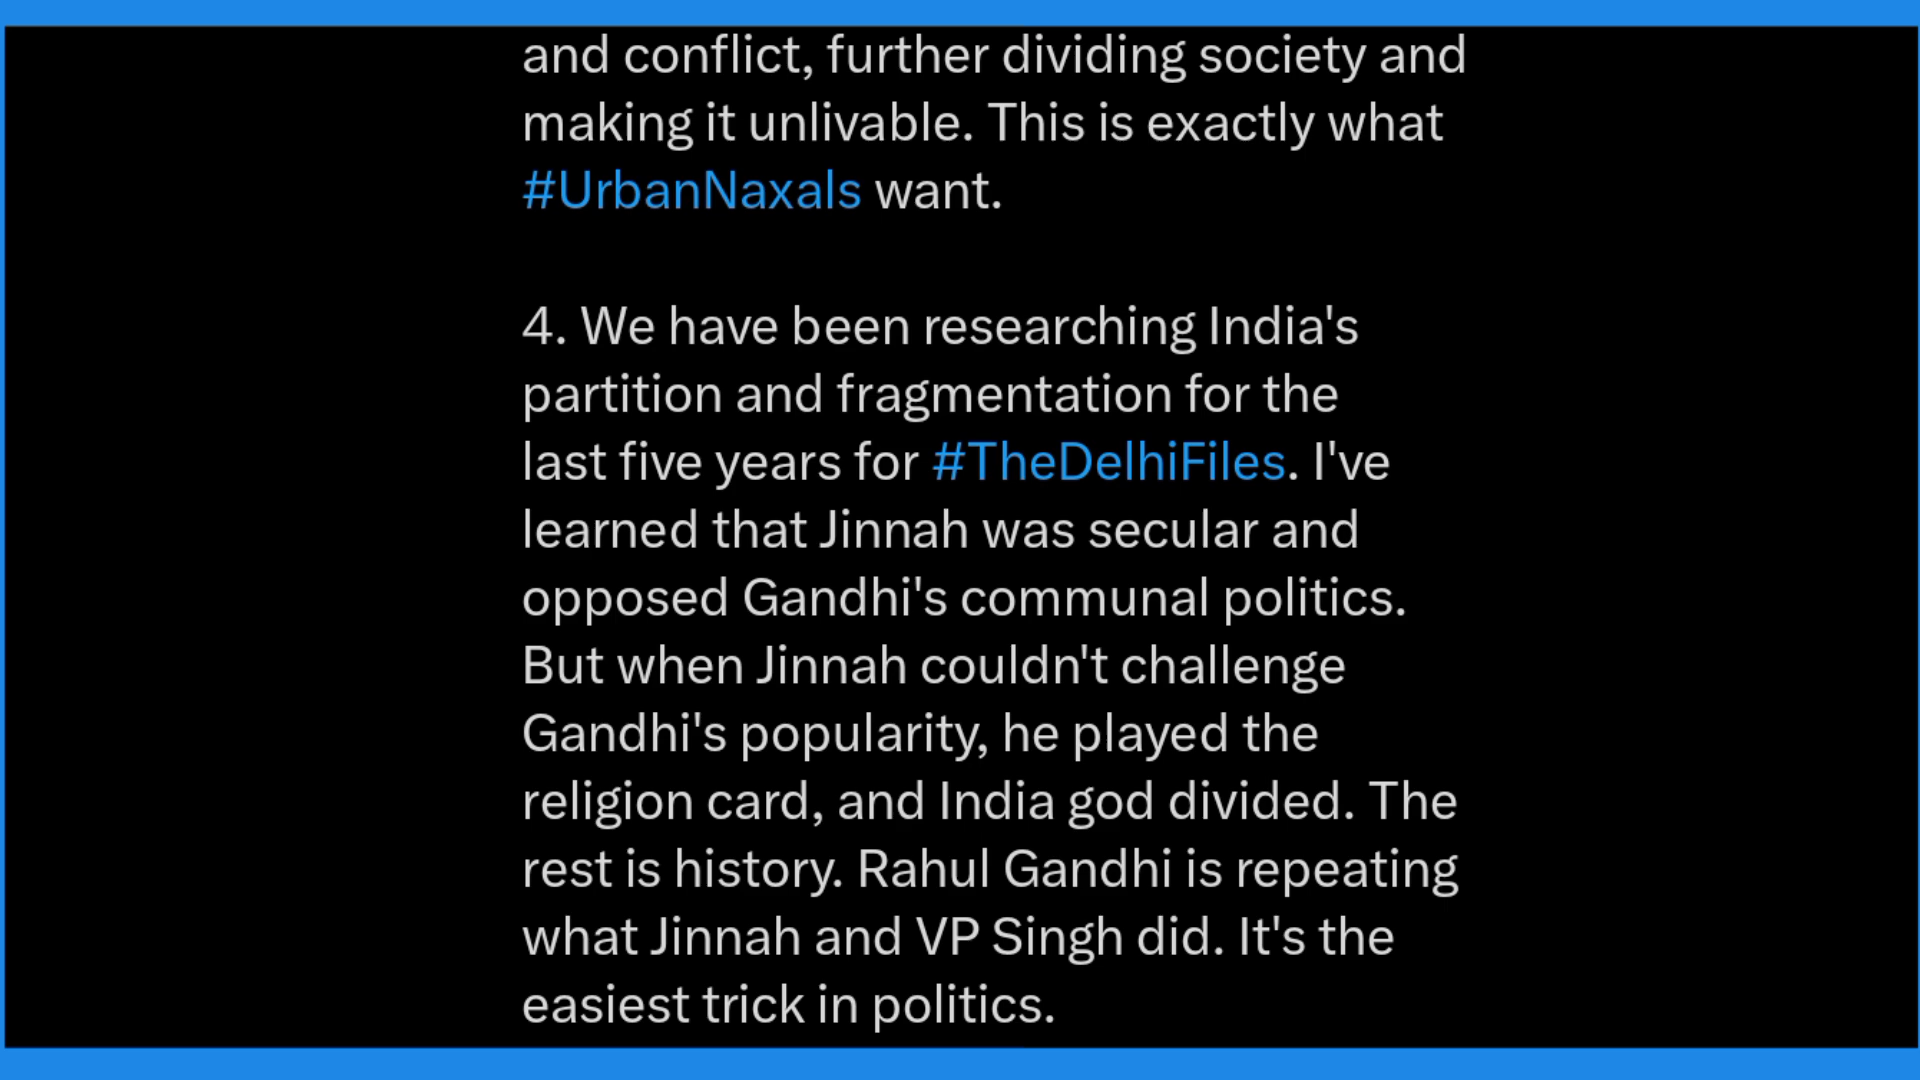 and conflict, further dividing society and
making it unlivable. This is exactly what
#UrbanNaxals want.
4. We have been researching India's
partition and fragmentation for the
last five years for #TheDelhiFiles. I've
learned that Jinnah was secular and
opposed Gandhi's communal politics.
But when Jinnah couldn't challenge
Gandhi's popularity, he played the
religion card, and India god divided. The
rest is history. Rahul Gandhi is repeating
what Jinnah and VP Singh did. It's the
easiest trick in politics.